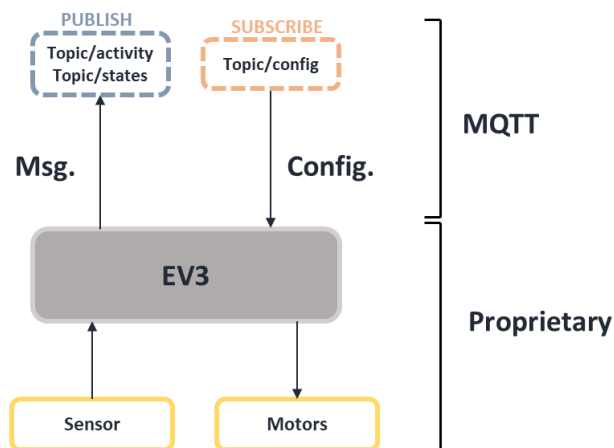 PUBLISH
SUBSCRIBE
Topic/activity
Topic/states
Topic/config
MQTT
Msg.
Config.
EV3
Proprietary
Sensor
Motors